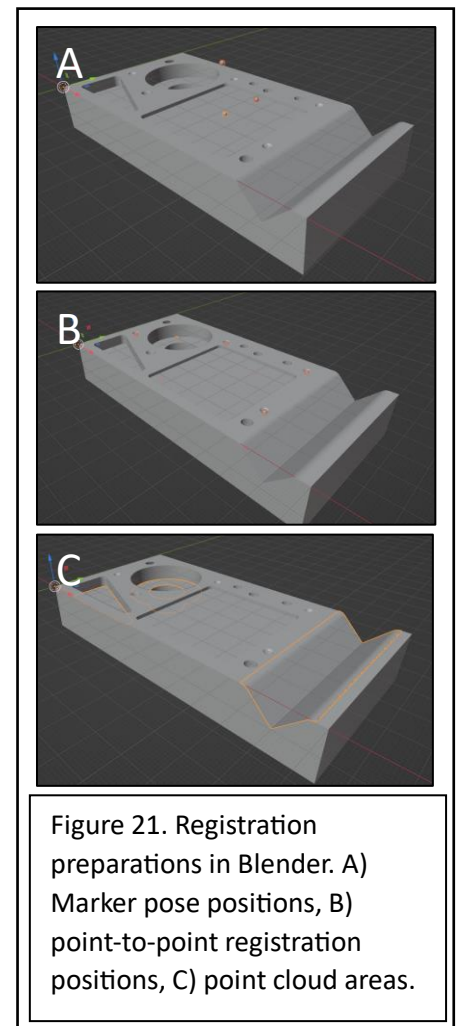 A
B
C
Figure 21. Registration
preparations in Blender. A)
Marker pose positions, B)
point-to-point registration
positions, C) point cloud areas.